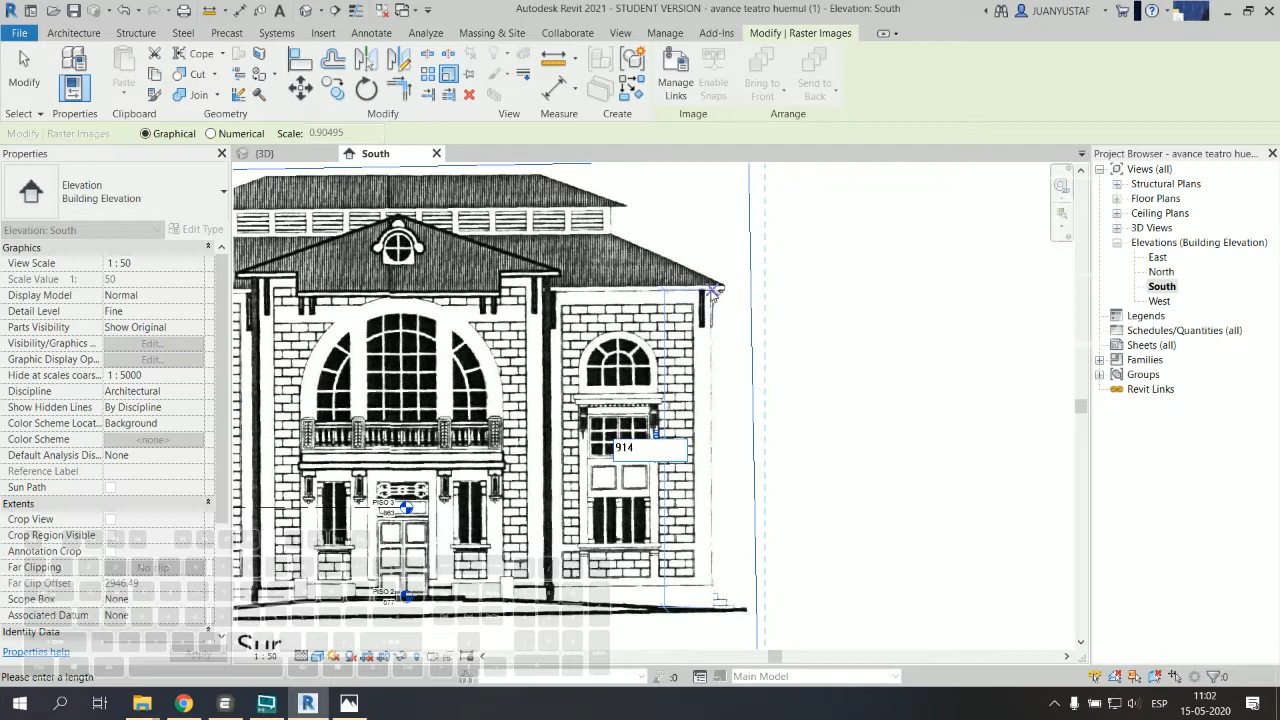 Autodesk Revit 2021 - STUDENT VERSION - avance teatro huemul (1) - Elevation: South
JUANYUSTAF
File
Architecture
Structure
Steel
Precast
Systems
Insert
Annotate
Analyze
Massing & Site
Collaborate
View
Manage
Add-Ins
Modify | Raster Images
Modify
Paste
Cope
Cut
Join
Manage Links
Enable Snaps
Bring to Front
Send to Back
Select
Properties
Clipboard
Geometry
Modify
View
Measure
Create
Image
Arrange
Modify | Raster Images
Graphical
Numerical
Scale:
0.90495
Properties
(3D)
South
Project Browser - avance teatro hue...
Elevation
Building Elevation
Elevation: South
Edit Type
Graphics
View Scale 1 : 50
Scale Value 1: 50
Display Model Normal
Detail Level Fine
Parts Visibility Show Original
Visibility/Graphics ... Edit...
Graphic Display Op... Edit...
Hide at scales coars... 1 : 5000
Discipline Architectural
Show Hidden Lines By Discipline
Color Scheme Locat... Background
Color Scheme <none>
Default Analysis Dis... None
Reference Label
Sun Path
Extents
Crop View
Crop Region Visible
Annotation Crop
Far Clipping No clip
Far Clip Offset 2946.49
Scope Box None
Associated Datum None
Identity Data
Properties help
Apply
914
PISO 3
863
PISO 2
577
Sur
1 : 50
Views (all)
Structural Plans
Floor Plans
Ceiling Plans
3D Views
Elevations (Building Elevation)
East
North
South
West
Legends
Schedules/Quantities (all)
Sheets (all)
Families
Groups
Revit Links
Please enter a length
:0
Main Model
:0
ESP
11:02
15-05-2020